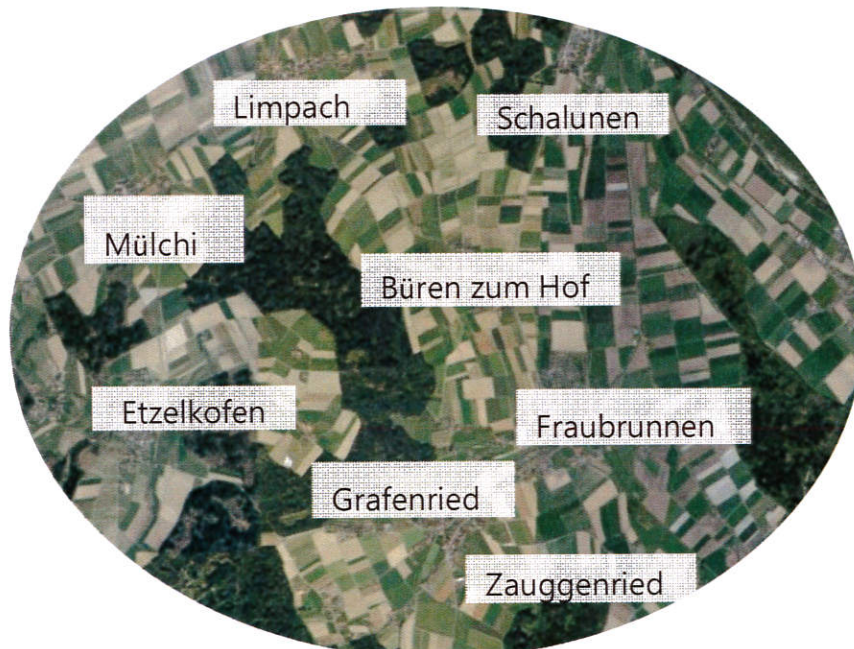 Limpach
Schalunen
Mülchi
Büren zum Hof
Etzelkofen
Fraubrunnen
Grafenried
Zauggenried